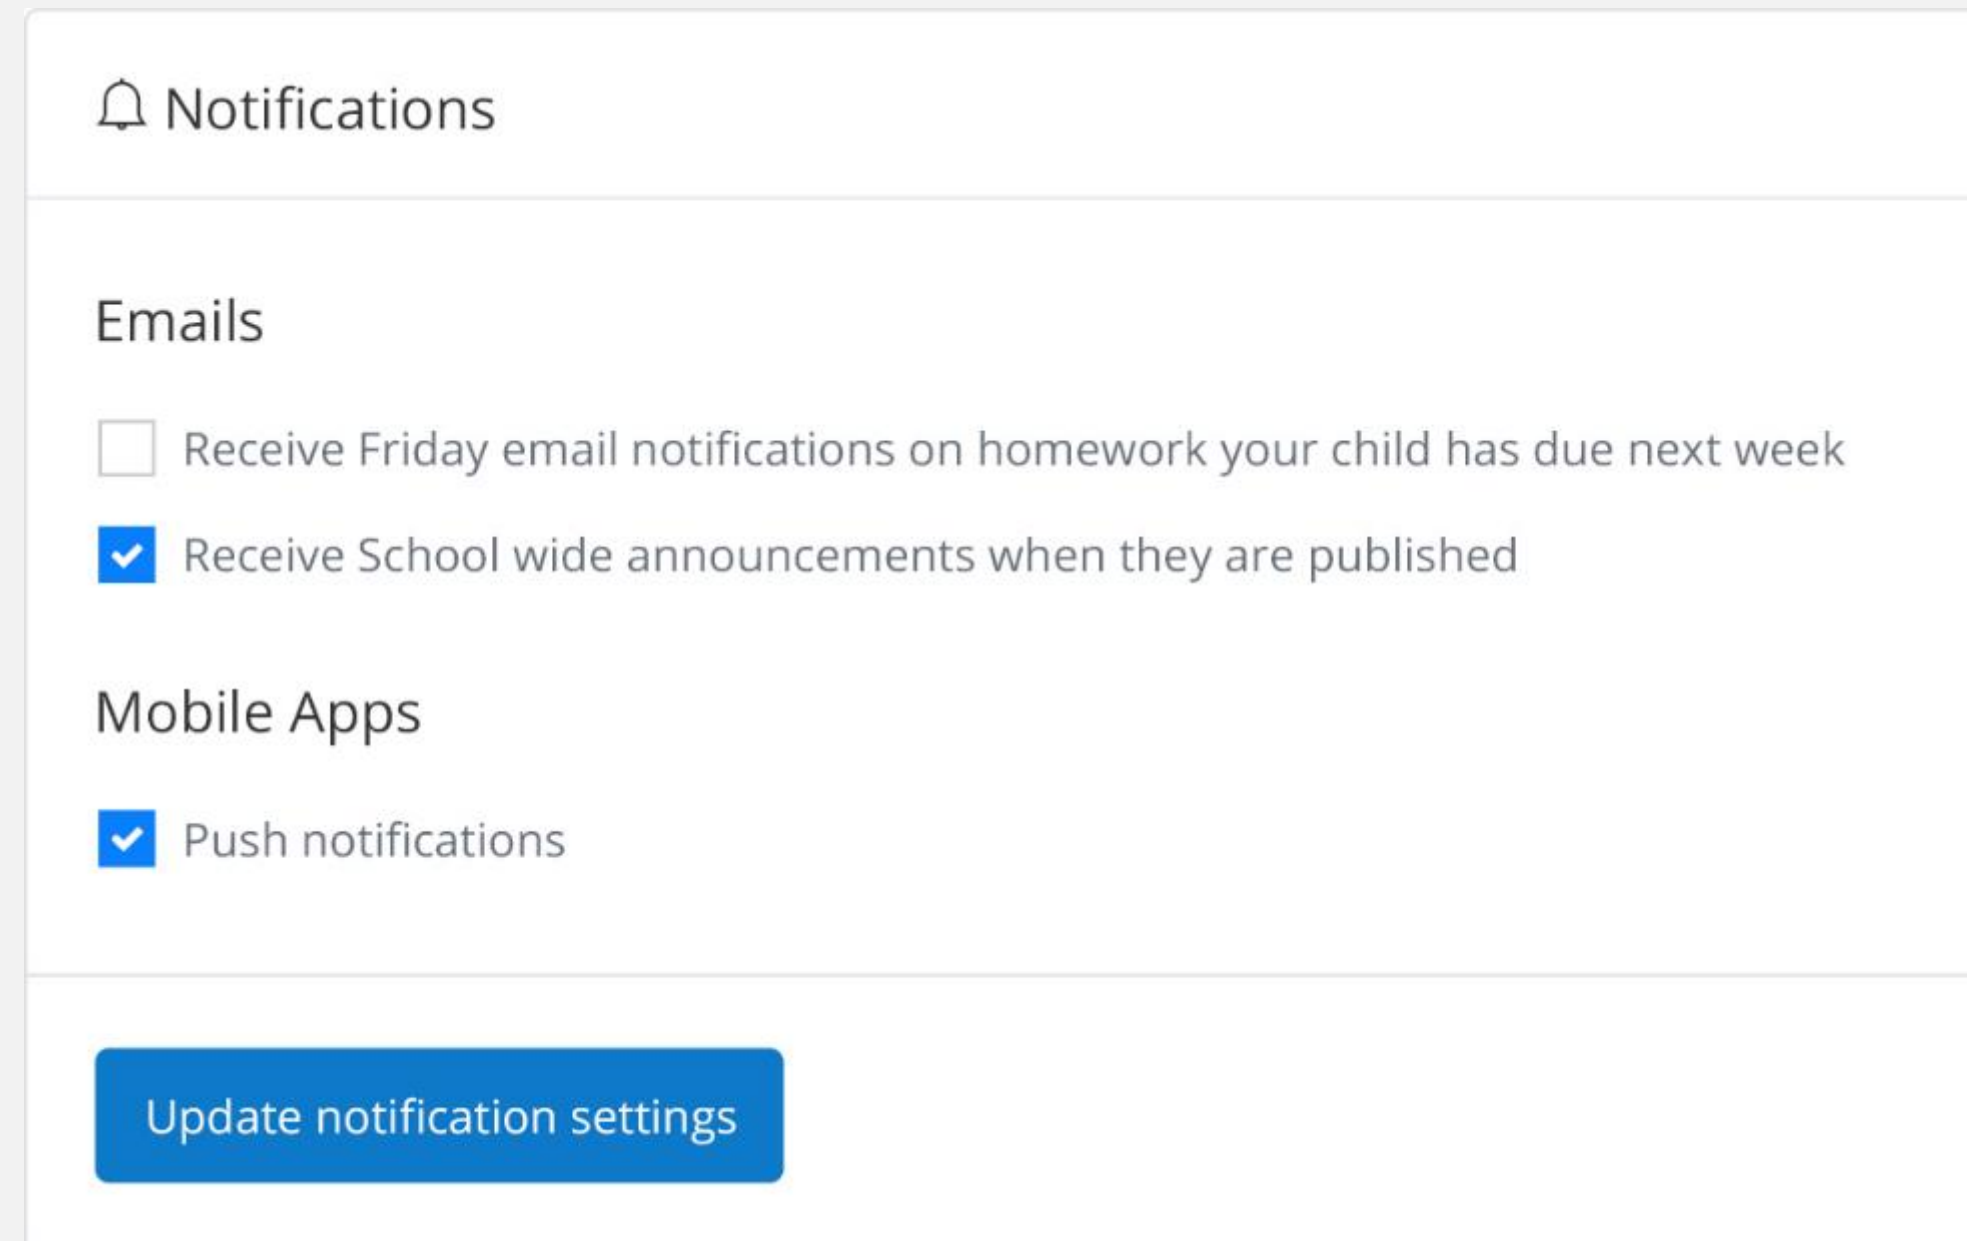 Notifications
Emails
Receive Friday email notifications on homework your child has due next week
Receive School wide announcements when they are published
Mobile Apps
Push notifications
Update notification settings